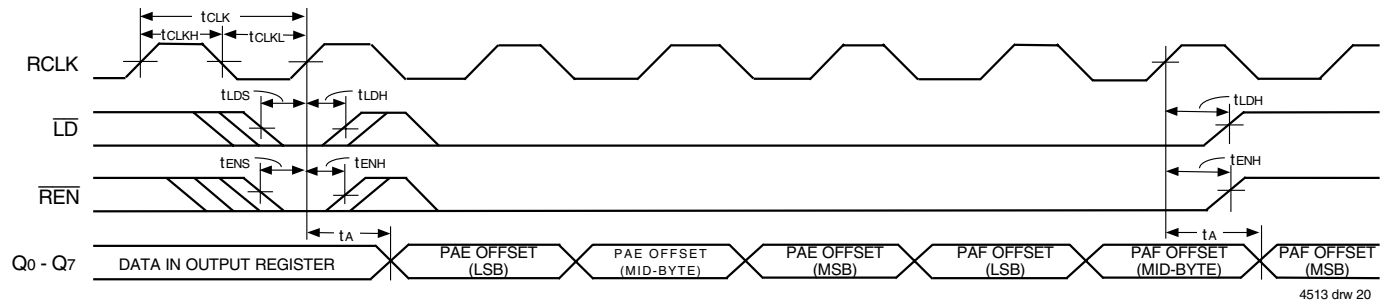 tCLK
tCLKH tCLKL
RCLK
tLDS tLDH tLDH
LD
tENS tENH tENH
REN
tA tA
Q0 - Q7 DATA IN OUTPUT REGISTER PAE OFFSET (LSB) PAE OFFSET (MID-BYTE) PAE OFFSET (MSB) PAF OFFSET (LSB) PAF OFFSET (MID-BYTE) PAF OFFSET (MSB)
4513 drw 20